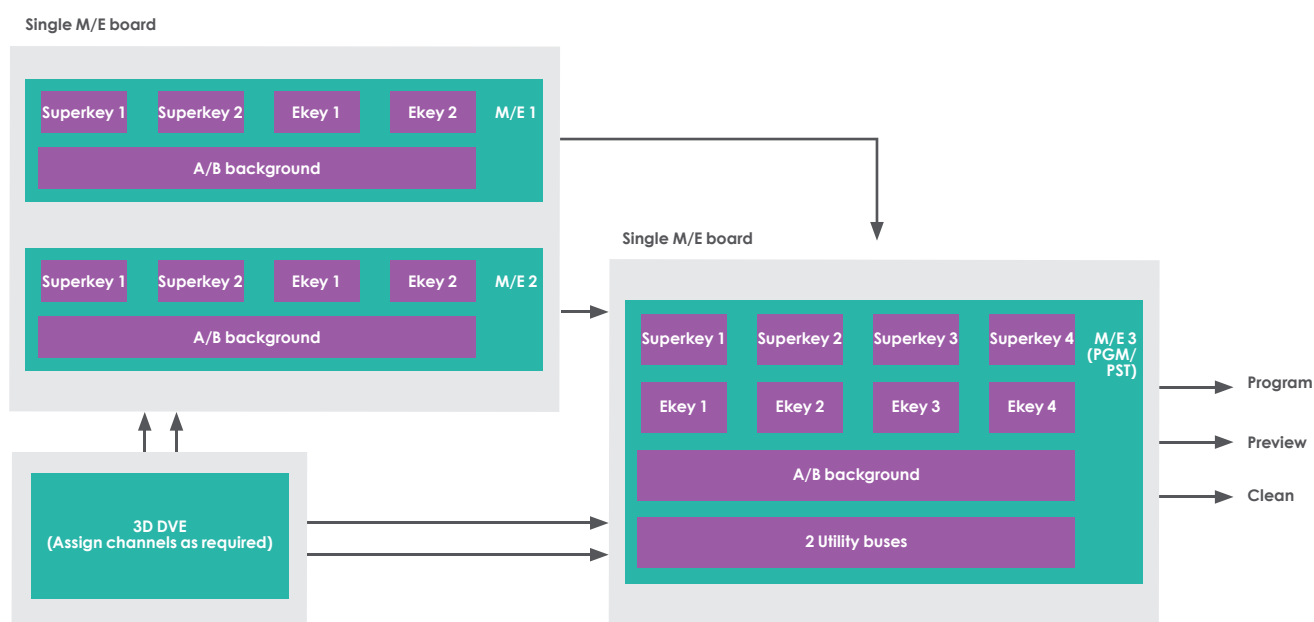 Single M/E board
Superkey 1
Superkey 2
Ekey 1
Ekey 2
M/E 1
A/B background
Superkey 1
Superkey 2
Ekey 1
Ekey 2
M/E 2
A/B background
3D DVE
(Assign channels as required)
Single M/E board
Superkey 1
Superkey 2
Superkey 3
Superkey 4
M/E 3
(PGM/
PST)
Ekey 1
Ekey 2
Ekey 3
Ekey 4
A/B background
2 Utility buses
Program
Preview
Clean